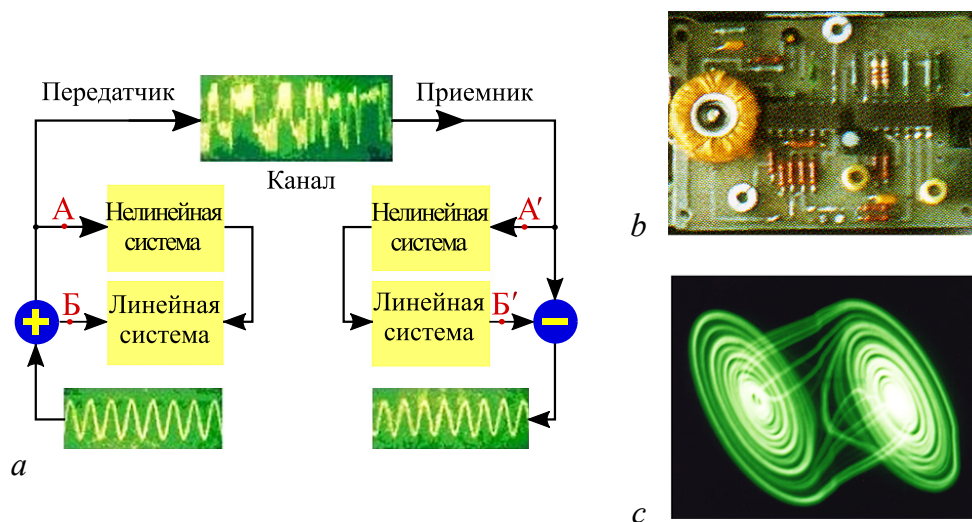 Передатчик
Приемник
Канал
А
Нелинейная
система
Нелинейная
система
А′
Б
Линейная
система
Линейная
система
Б′
a
b
c